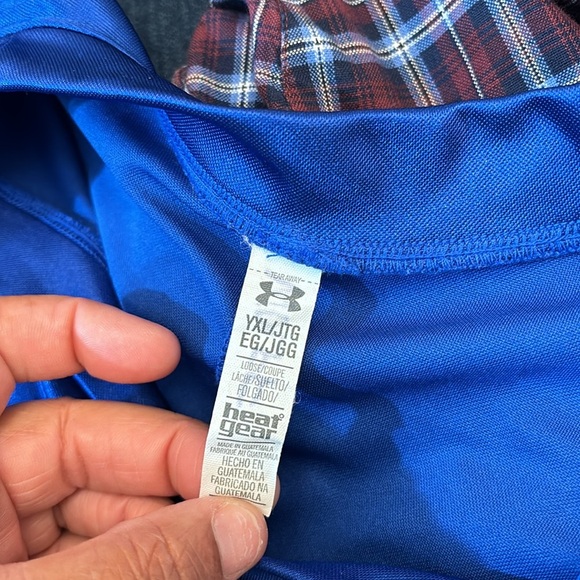 TEAR AWAY
YXL/JTG
EG/JGG
LOOSE/COUPE
LÂCHE/SUELTO/
FOLGADO/
heat
gear
MADE IN GUATEMALA
FABRIQUÉ AU GUATEMALA
HECHO EN
GUATEMALA
FABRICADO NA
GUATEMALA